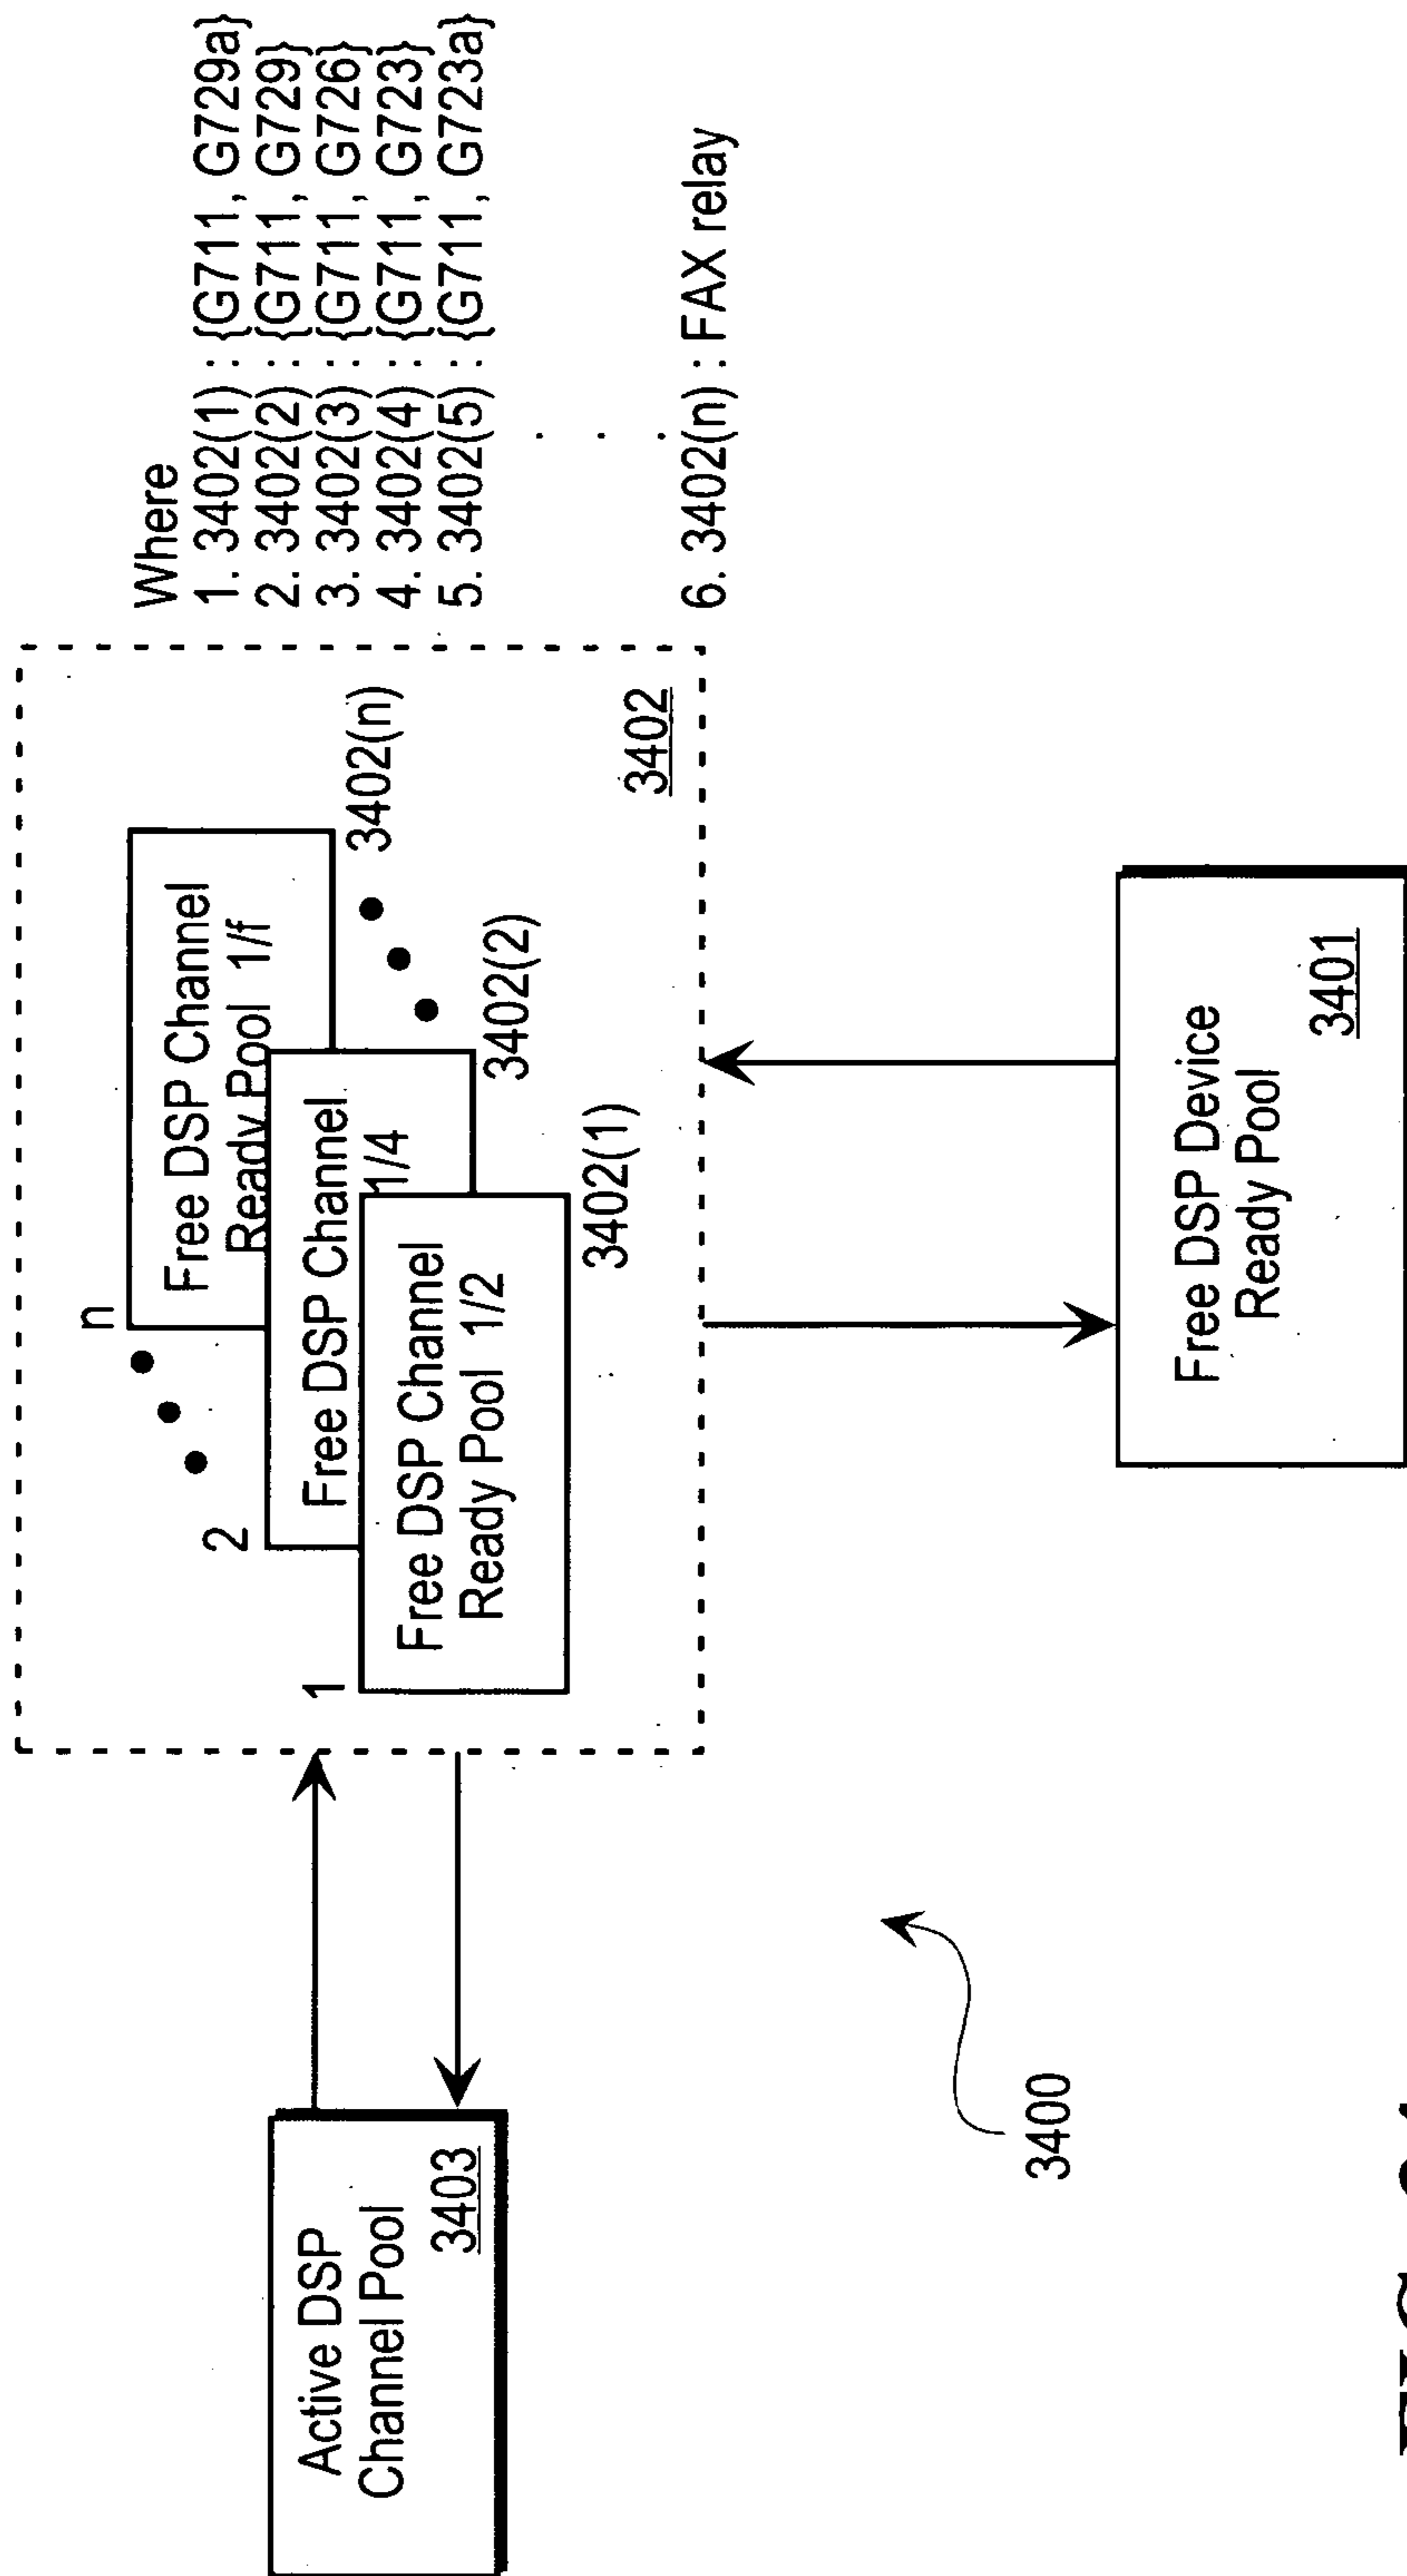 Active DSP
Channel Pool
3403
n
Free DSP Channel
Ready Pool 1/f
3402(n)
2
Free DSP Channel
1/4
3402(2)
1
Free DSP Channel
Ready Pool 1/2
3402(1)
3402
Where
1. 3402(1) : {G711, G729a}
2. 3402(2) : {G711, G729}
3. 3402(3) : {G711, G726}
4. 3402(4) : {G711, G723}
5. 3402(5) : {G711, G723a}
6. 3402(n) : FAX relay
Free DSP Device
Ready Pool
3401
3400